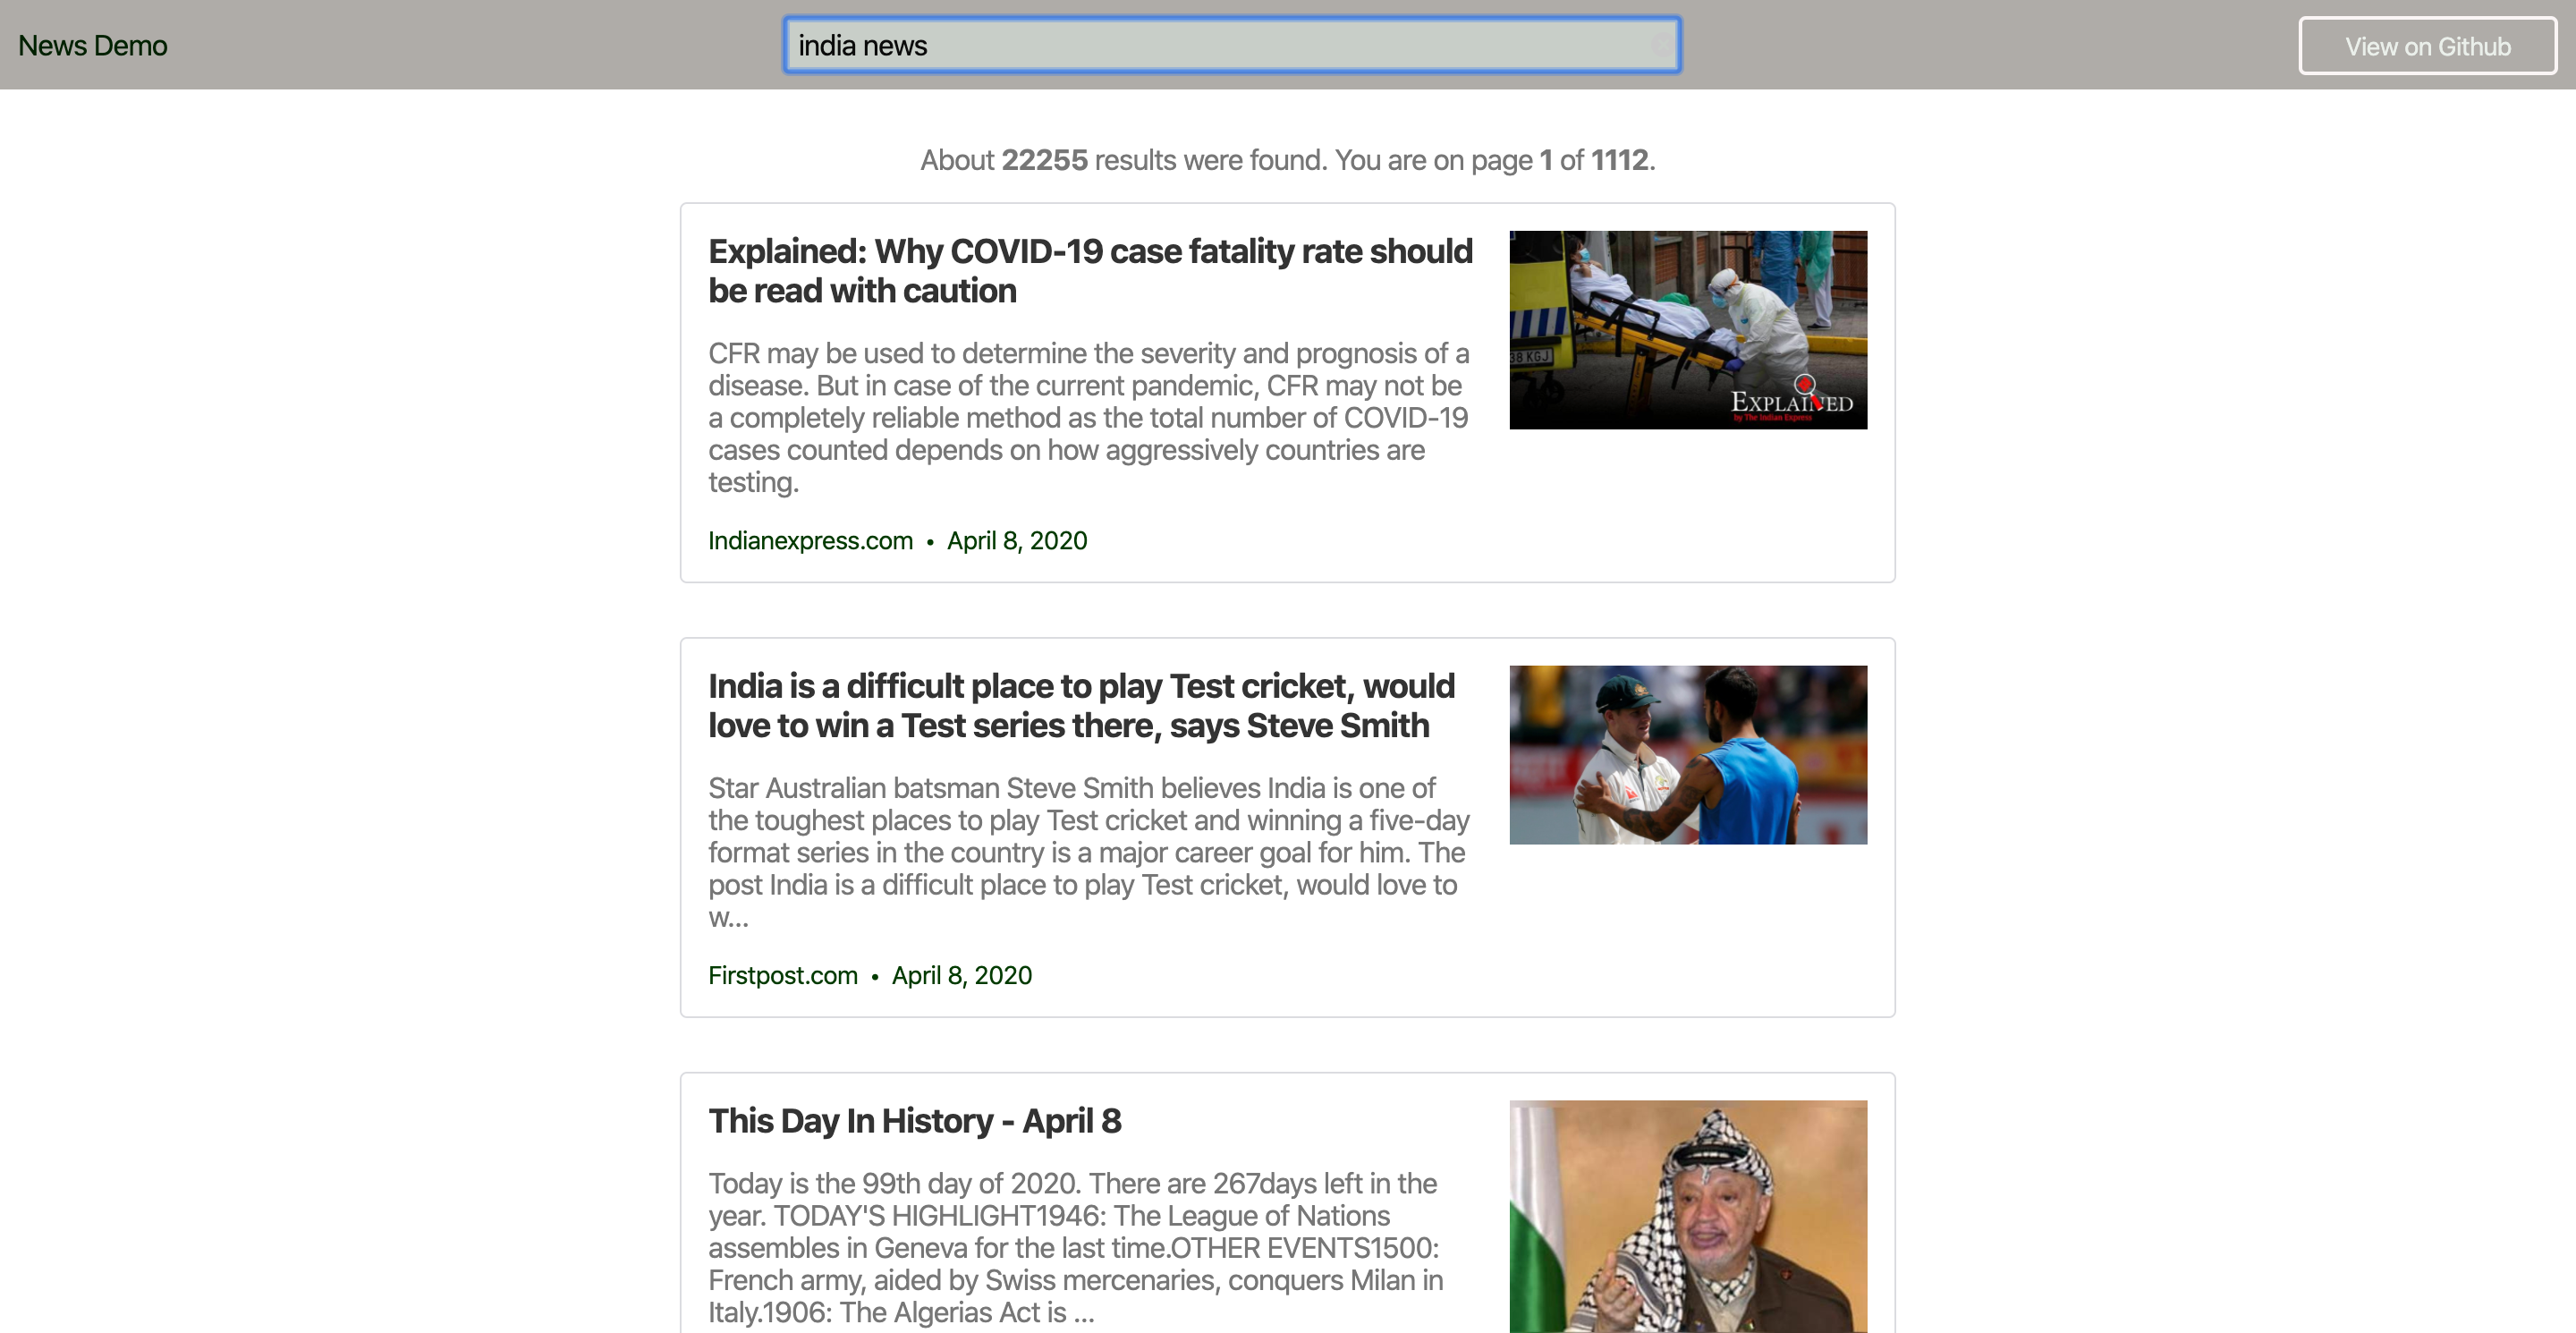 News Demo
india news
View on Github
About 22255 results were found. You are on page 1 of 1112.
Explained: Why COVID-19 case fatality rate should
be read with caution
CFR may be used to determine the severity and prognosis of a
disease. But in case of the current pandemic, CFR may not be
a completely reliable method as the total number of COVID-19
cases counted depends on how aggressively countries are
testing.
Indianexpress.com • April 8, 2020
38 KGJ
EXPLAINED
by The Indian Express
India is a difficult place to play Test cricket, would
love to win a Test series there, says Steve Smith
Star Australian batsman Steve Smith believes India is one of
the toughest places to play Test cricket and winning a five-day
format series in the country is a major career goal for him. The
post India is a difficult place to play Test cricket, would love to
w...
Firstpost.com • April 8, 2020
This Day In History - April 8
Today is the 99th day of 2020. There are 267days left in the
year. TODAY'S HIGHLIGHT1946: The League of Nations
assembles in Geneva for the last time.OTHER EVENTS1500:
French army, aided by Swiss mercenaries, conquers Milan in
Italy.1906: The Algerias Act is ...